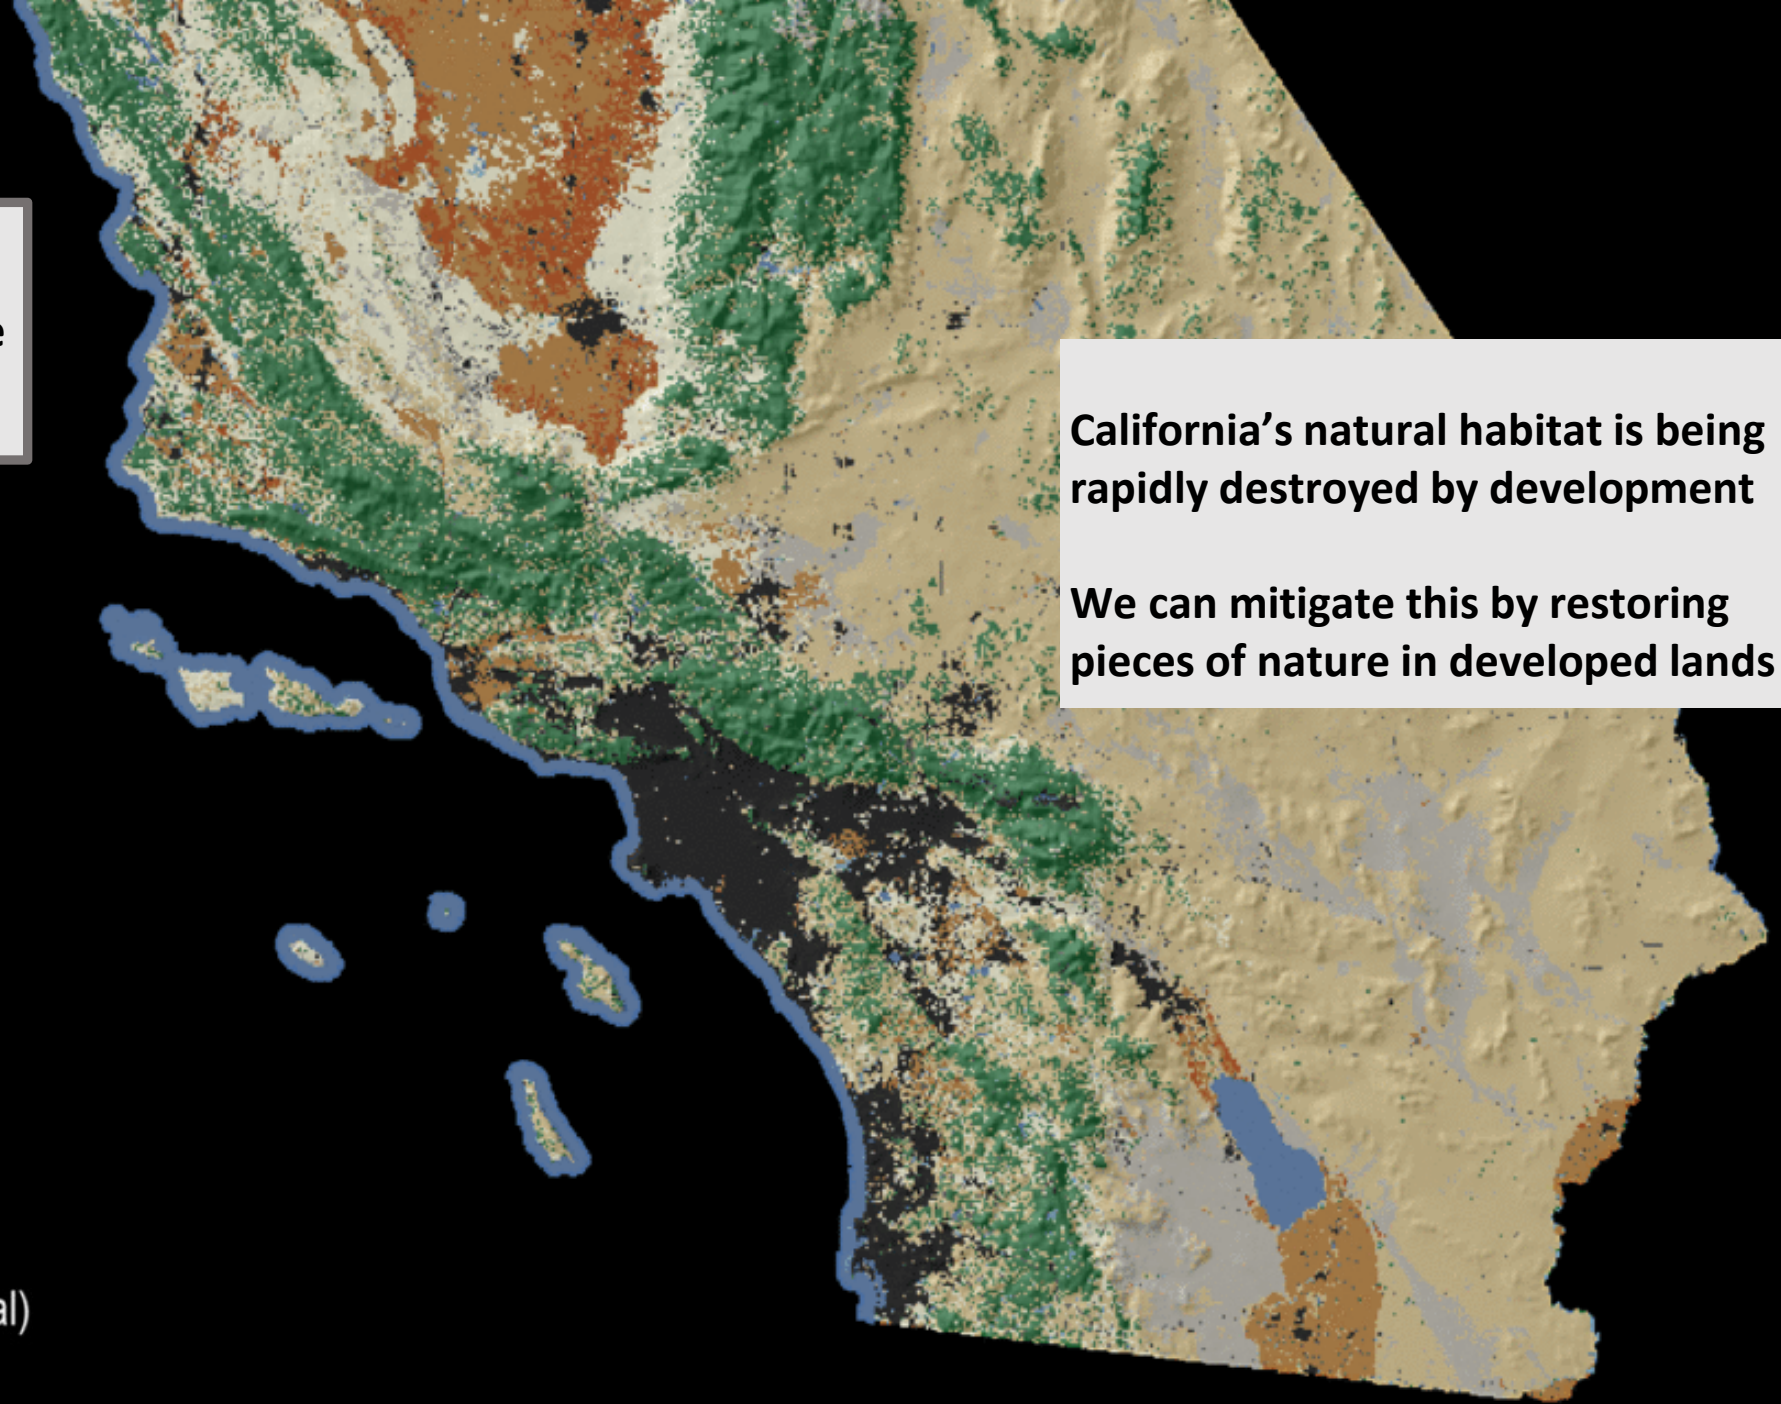 California’s natural habitat is being
rapidly destroyed by development
We can mitigate this by restoring
pieces of nature in developed lands